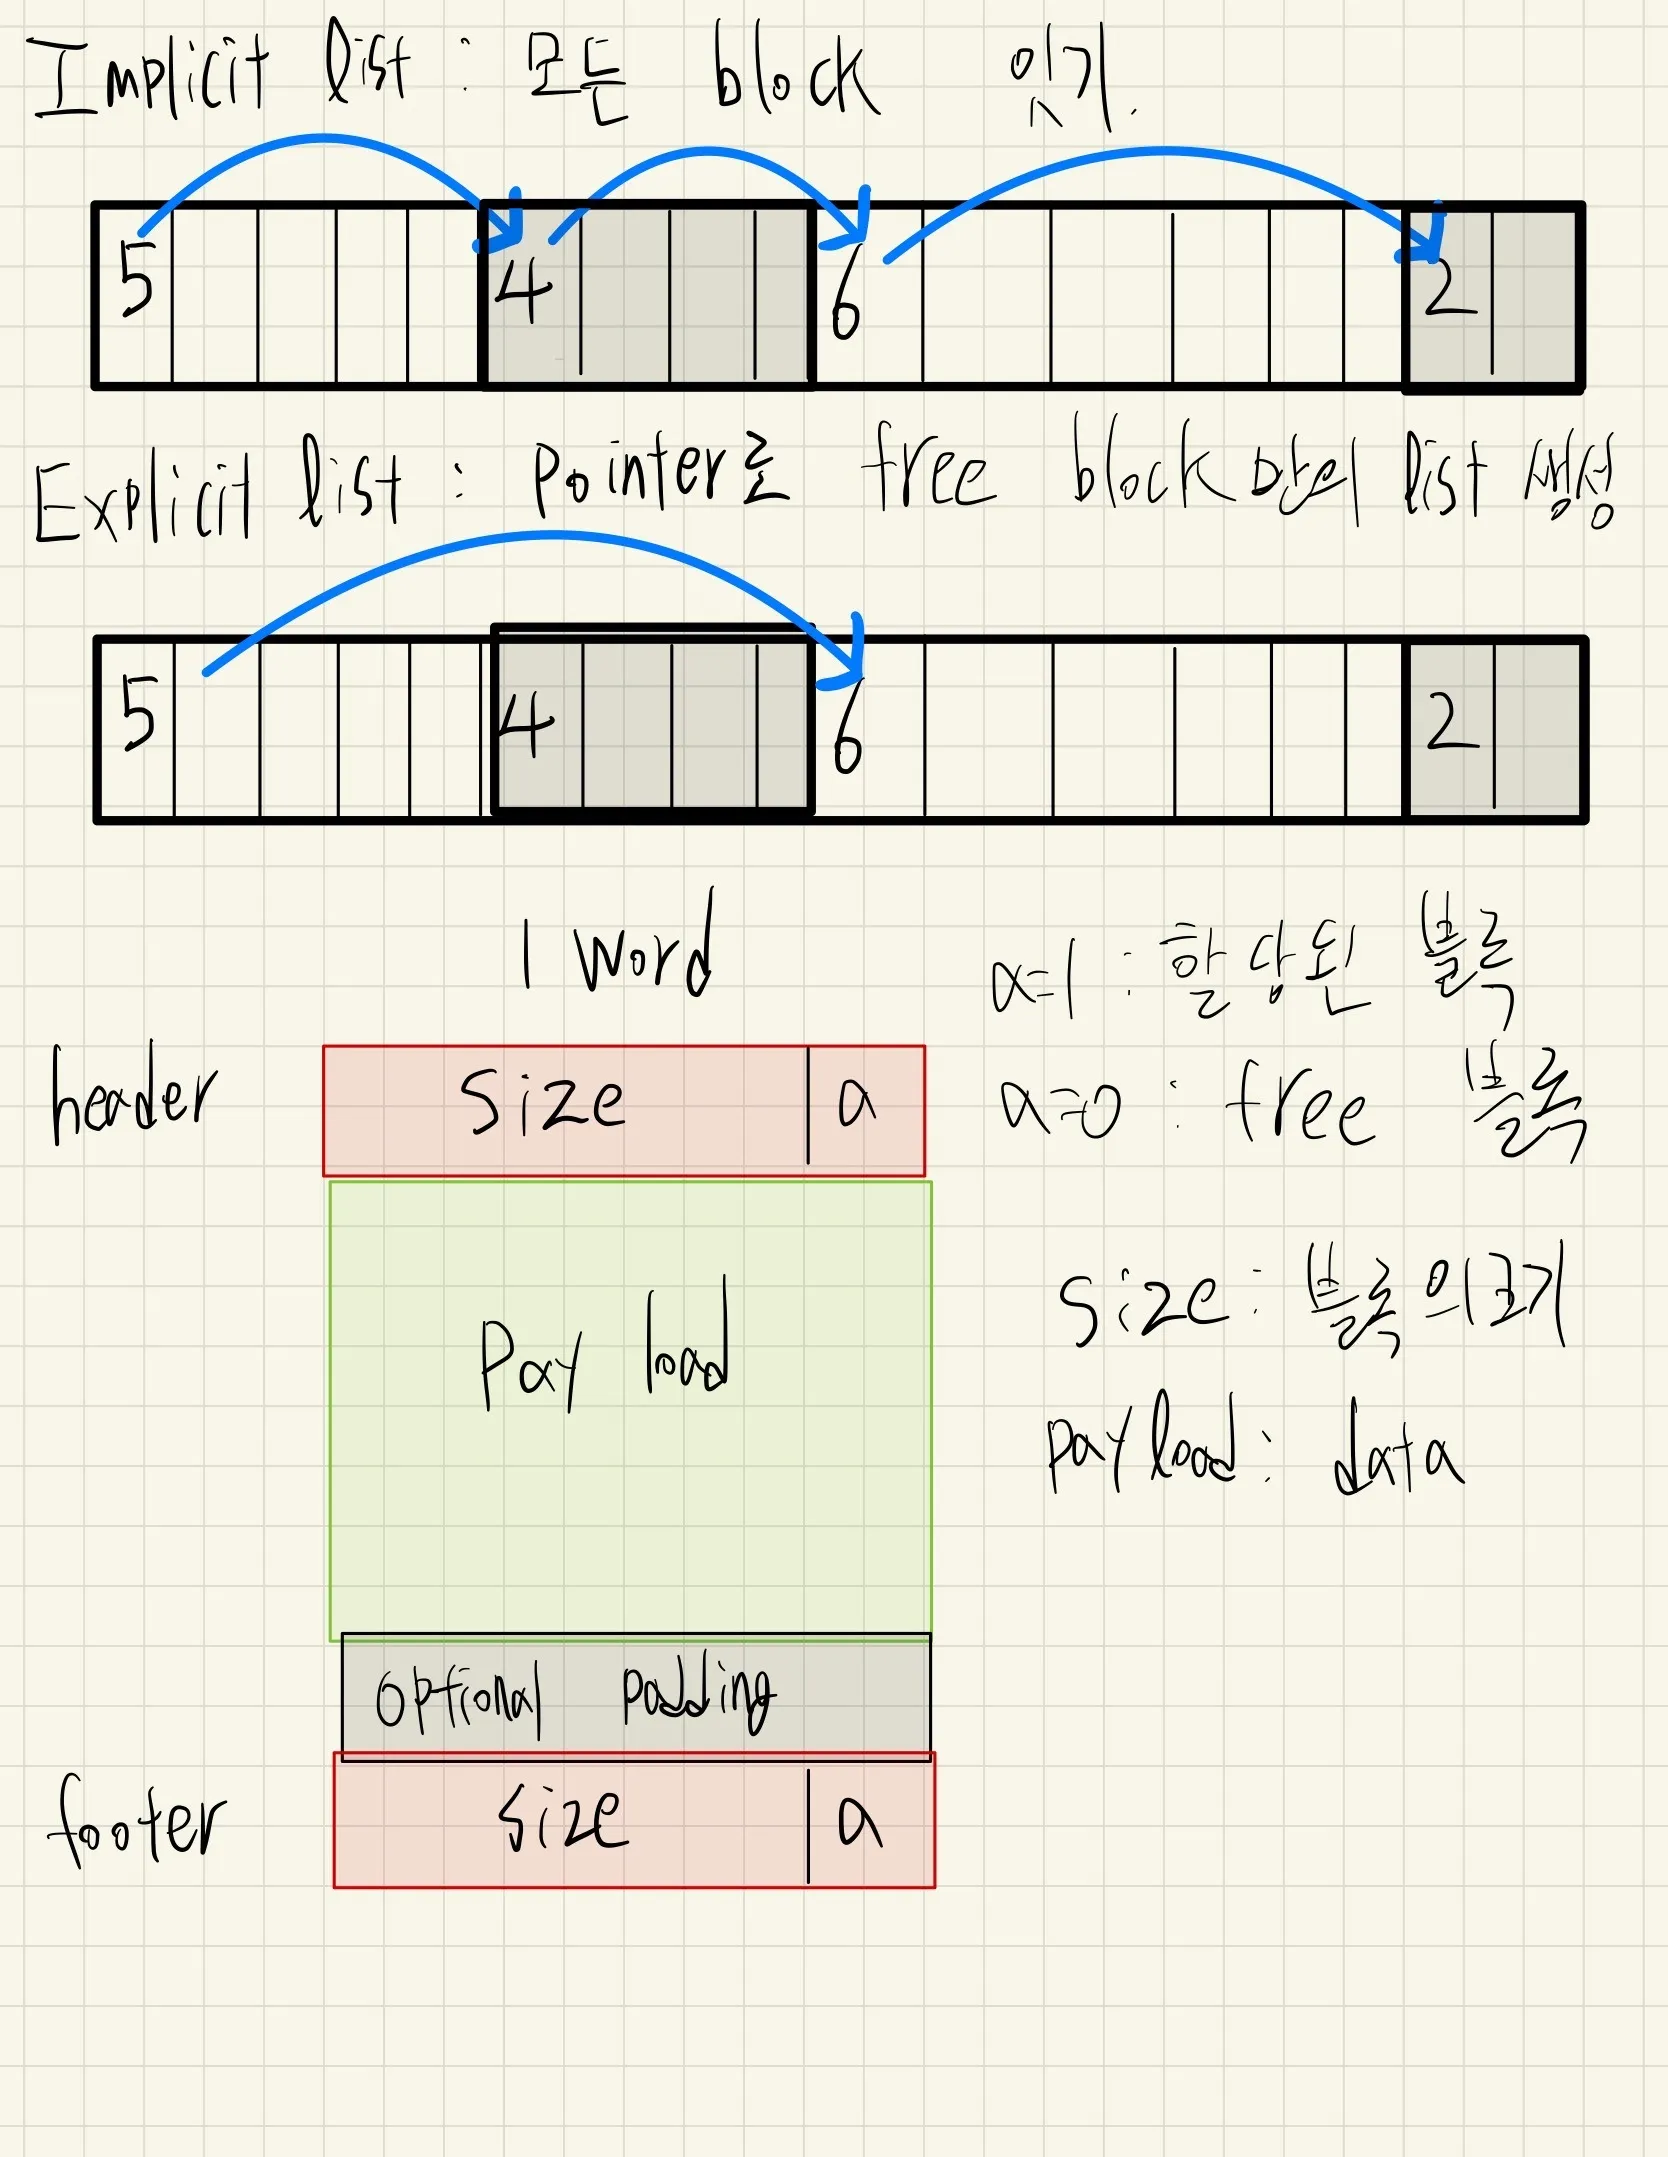 Implicit list : 모든 block 잇기.
5 4 6 2
Explicit list : pointer로 free block만의 list 생성
5 4 6 2
1 word
a=1 : 할당된 블록
header size a
a=0 : free 블록
Pay load
size : 블록의 크기
payload : data
optional padding
footer size a